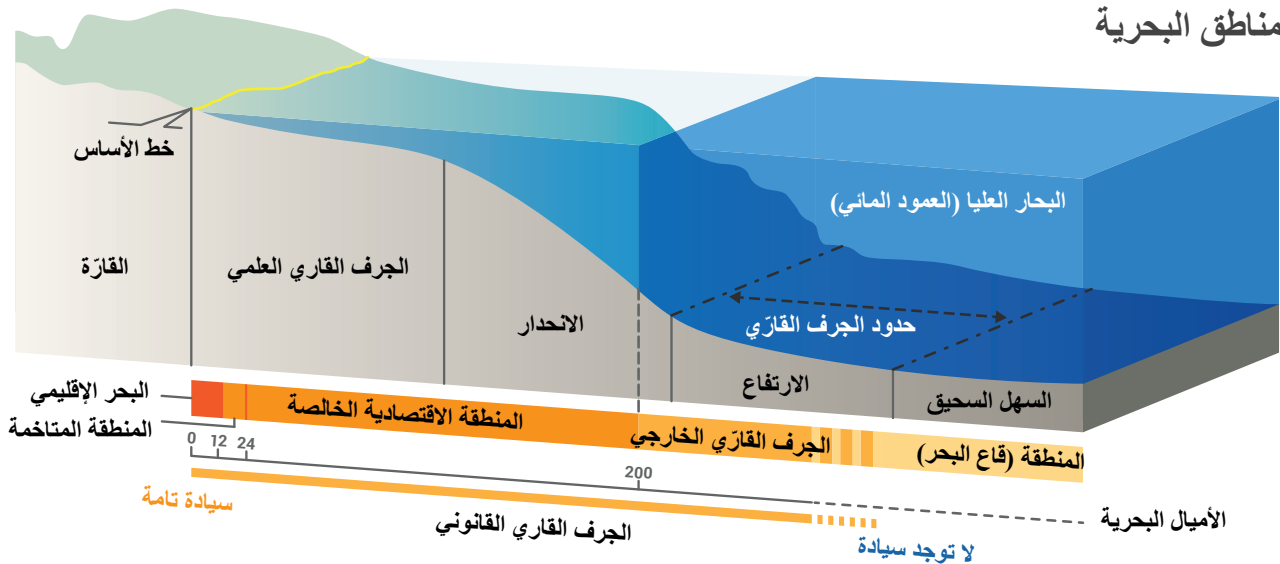 مناطق البحرية
خط الأساس
البحار العليا (العمود المائي)
القارّة
الجرف القاري العلمي
الانحدار
حدود الجرف القارّي
الارتفاع
السهل السحيق
البحر الإقليمي
المنطقة المتاخمة
المنطقة الاقتصادية الخالصة
الجرف القارّي الخارجي
المنطقة (قاع البحر)
0 12 24 200
الأميال البحرية
سيادة تامة
الجرف القاري القانوني
لا توجد سيادة